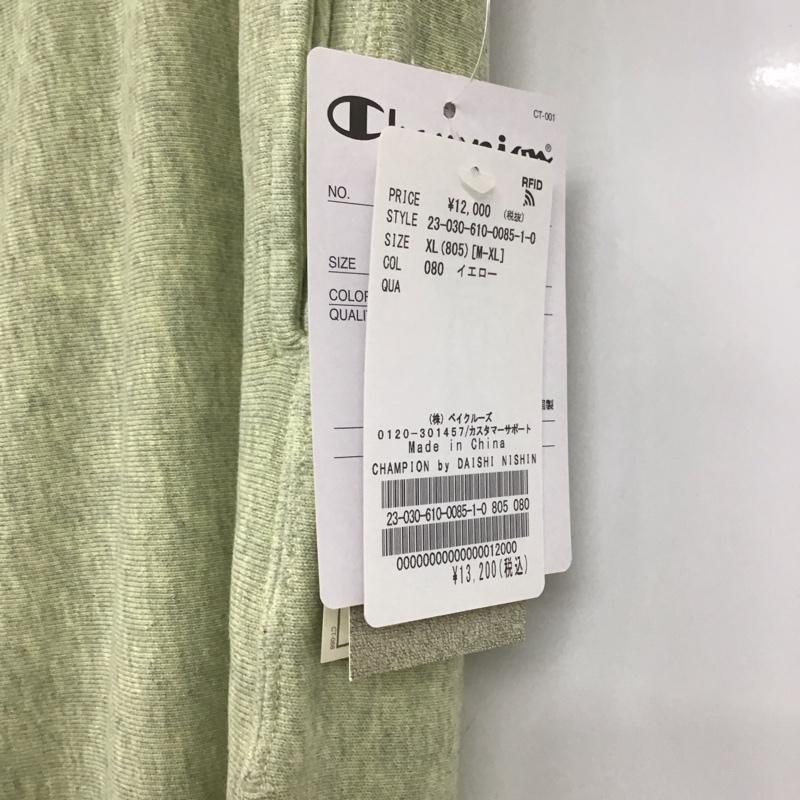 CT-001
Champion®
NO.
SIZE
COLOR
QUALI
RFID
PRICE ¥12,000 (税抜)
STYLE 23-030-610-0085-1-0
SIZE XL(805)[M-XL]
COL 080 イエロー
QUA
(株) ベイクルーズ
0120-301457/カスタマーサポート
Made in China
CHAMPION by DAISHI NISHIN
23-030-610-0085-1-0 805 080
00000000000000012000
¥13,200(税込)